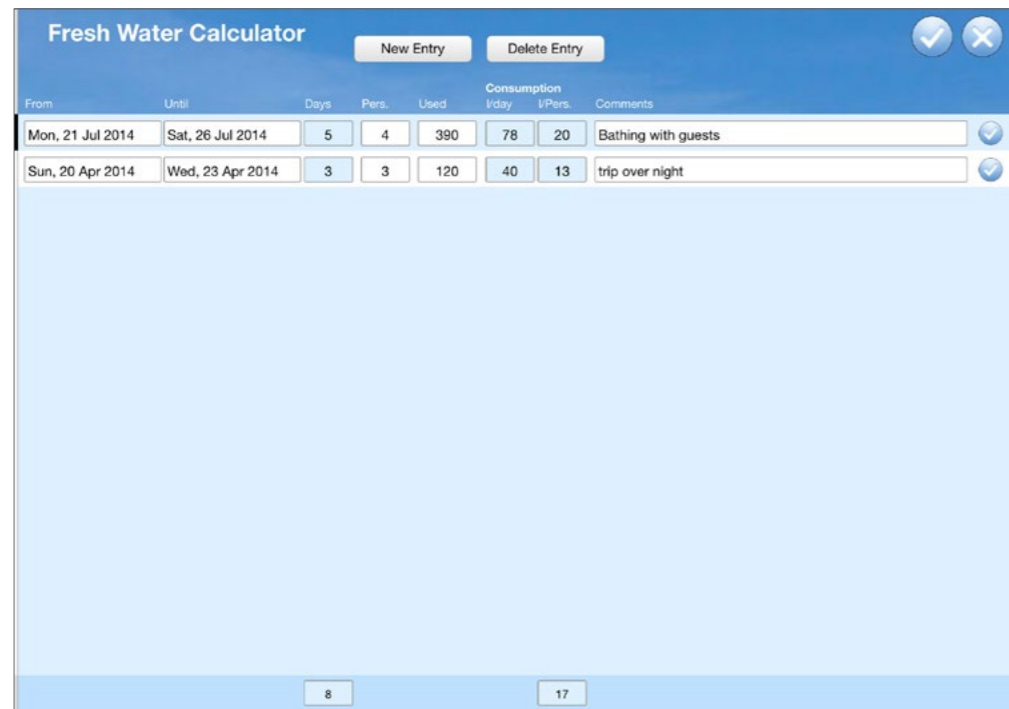 Fresh Water Calculator
New Entry Delete Entry
Consumption
From Until Days Pers. Used l/day l/Pers. Comments
Mon, 21 Jul 2014 Sat, 26 Jul 2014 5 4 390 78 20 Bathing with guests
Sun, 20 Apr 2014 Wed, 23 Apr 2014 3 3 120 40 13 trip over night
8 17